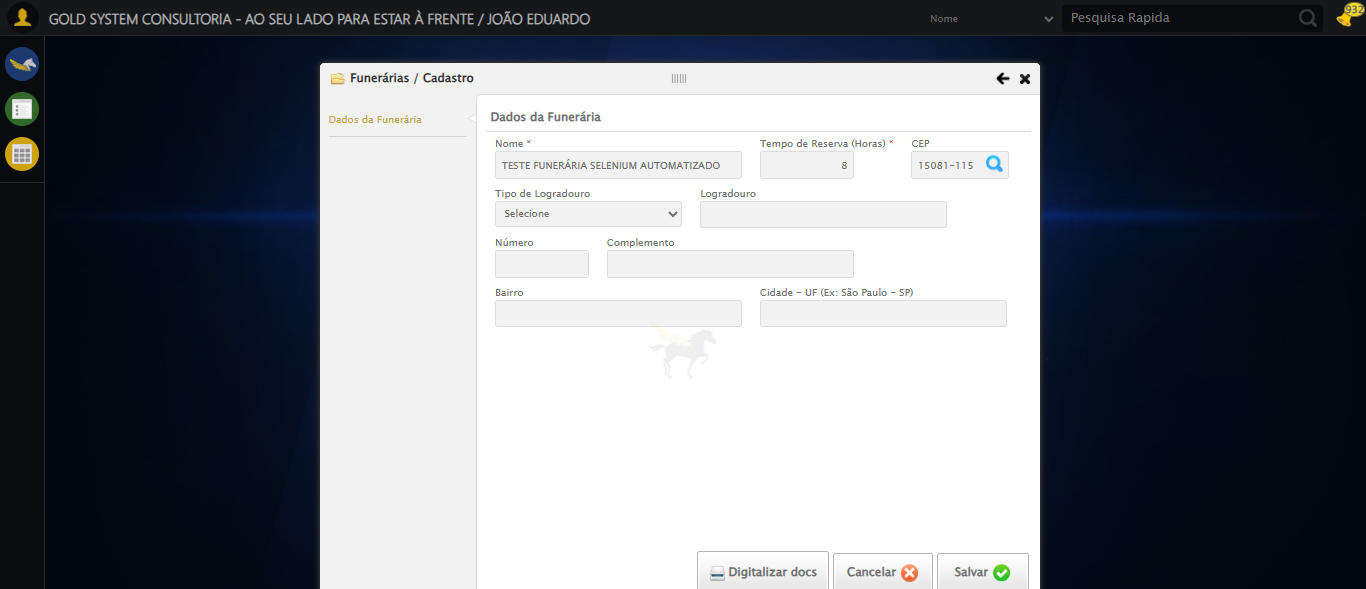 GOLD SYSTEM CONSULTORIA - AO SEU LADO PARA ESTAR À FRENTE / JOÃO EDUARDO
Nome
Pesquisa Rapida
932
Funerárias / Cadastro
Dados da Funerária
Dados da Funerária
Nome *
Tempo de Reserva (Horas) *
CEP
TESTE FUNERÁRIA SELENIUM AUTOMATIZADO
8
15081-115
Tipo de Logradouro
Logradouro
Selecione
Número
Complemento
Bairro
Cidade - UF (Ex: São Paulo - SP)
Digitalizar docs
Cancelar
Salvar